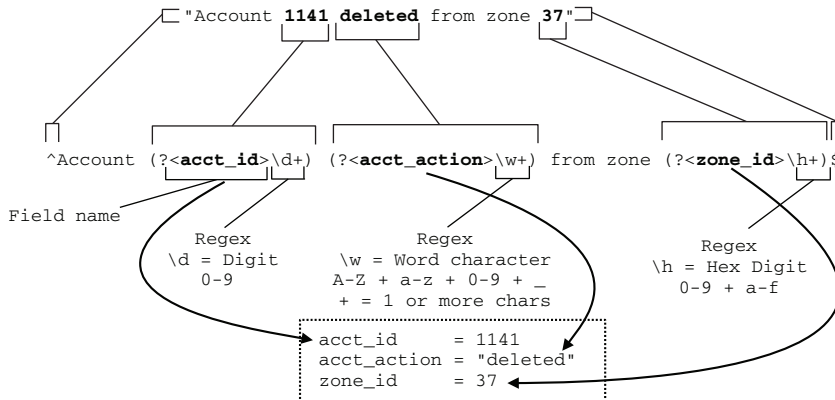 "Account 1141 deleted from zone 37"
^Account (?<acct_id>\d+) (?<acct_action>\w+) from zone (?<zone_id>\h+)$
Field name
Regex
\d = Digit
0-9
Regex
\w = Word character
A-Z + a-z + 0-9 + _
+ = 1 or more chars
Regex
\h = Hex Digit
0-9 + a-f
acct_id = 1141
acct_action = "deleted"
zone_id = 37